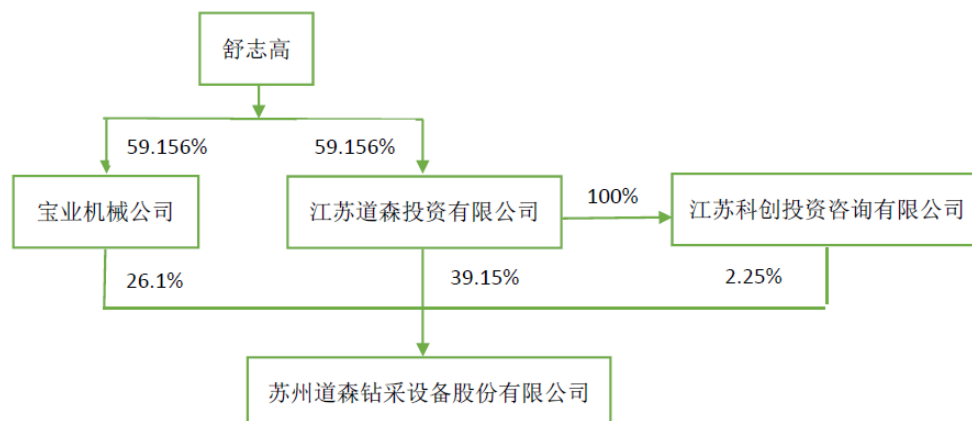 舒志高
59.156%
59.156%
宝业机械公司
江苏道森投资有限公司
100%
江苏科创投资咨询有限公司
26.1%
39.15%
2.25%
苏州道森钻采设备股份有限公司